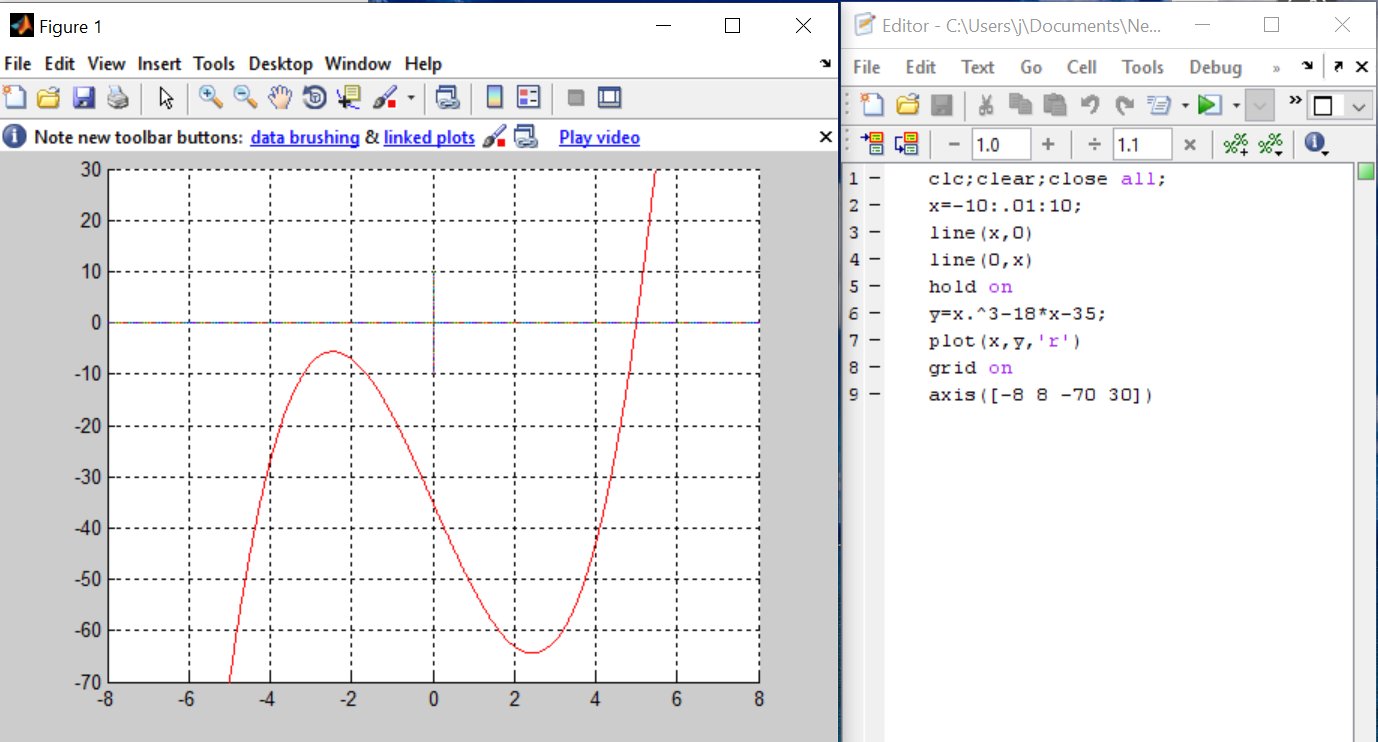 Figure 1
File Edit View Insert Tools Desktop Window Help
Note new toolbar buttons: data brushing & linked plots Play video
30
20
10
0
-10
-20
-30
-40
-50
-60
-70
-8 -6 -4 -2 0 2 4 6 8
Editor - C:\Users\j\Documents\Ne...
File Edit Text Go Cell Tools Debug »
»
− 1.0 + ÷ 1.1 ×
1 − clc;clear;close all;
2 − x=-10:.01:10;
3 − line(x,0)
4 − line(0,x)
5 − hold on
6 − y=x.^3-18*x-35;
7 − plot(x,y,'r')
8 − grid on
9 − axis([-8 8 -70 30])